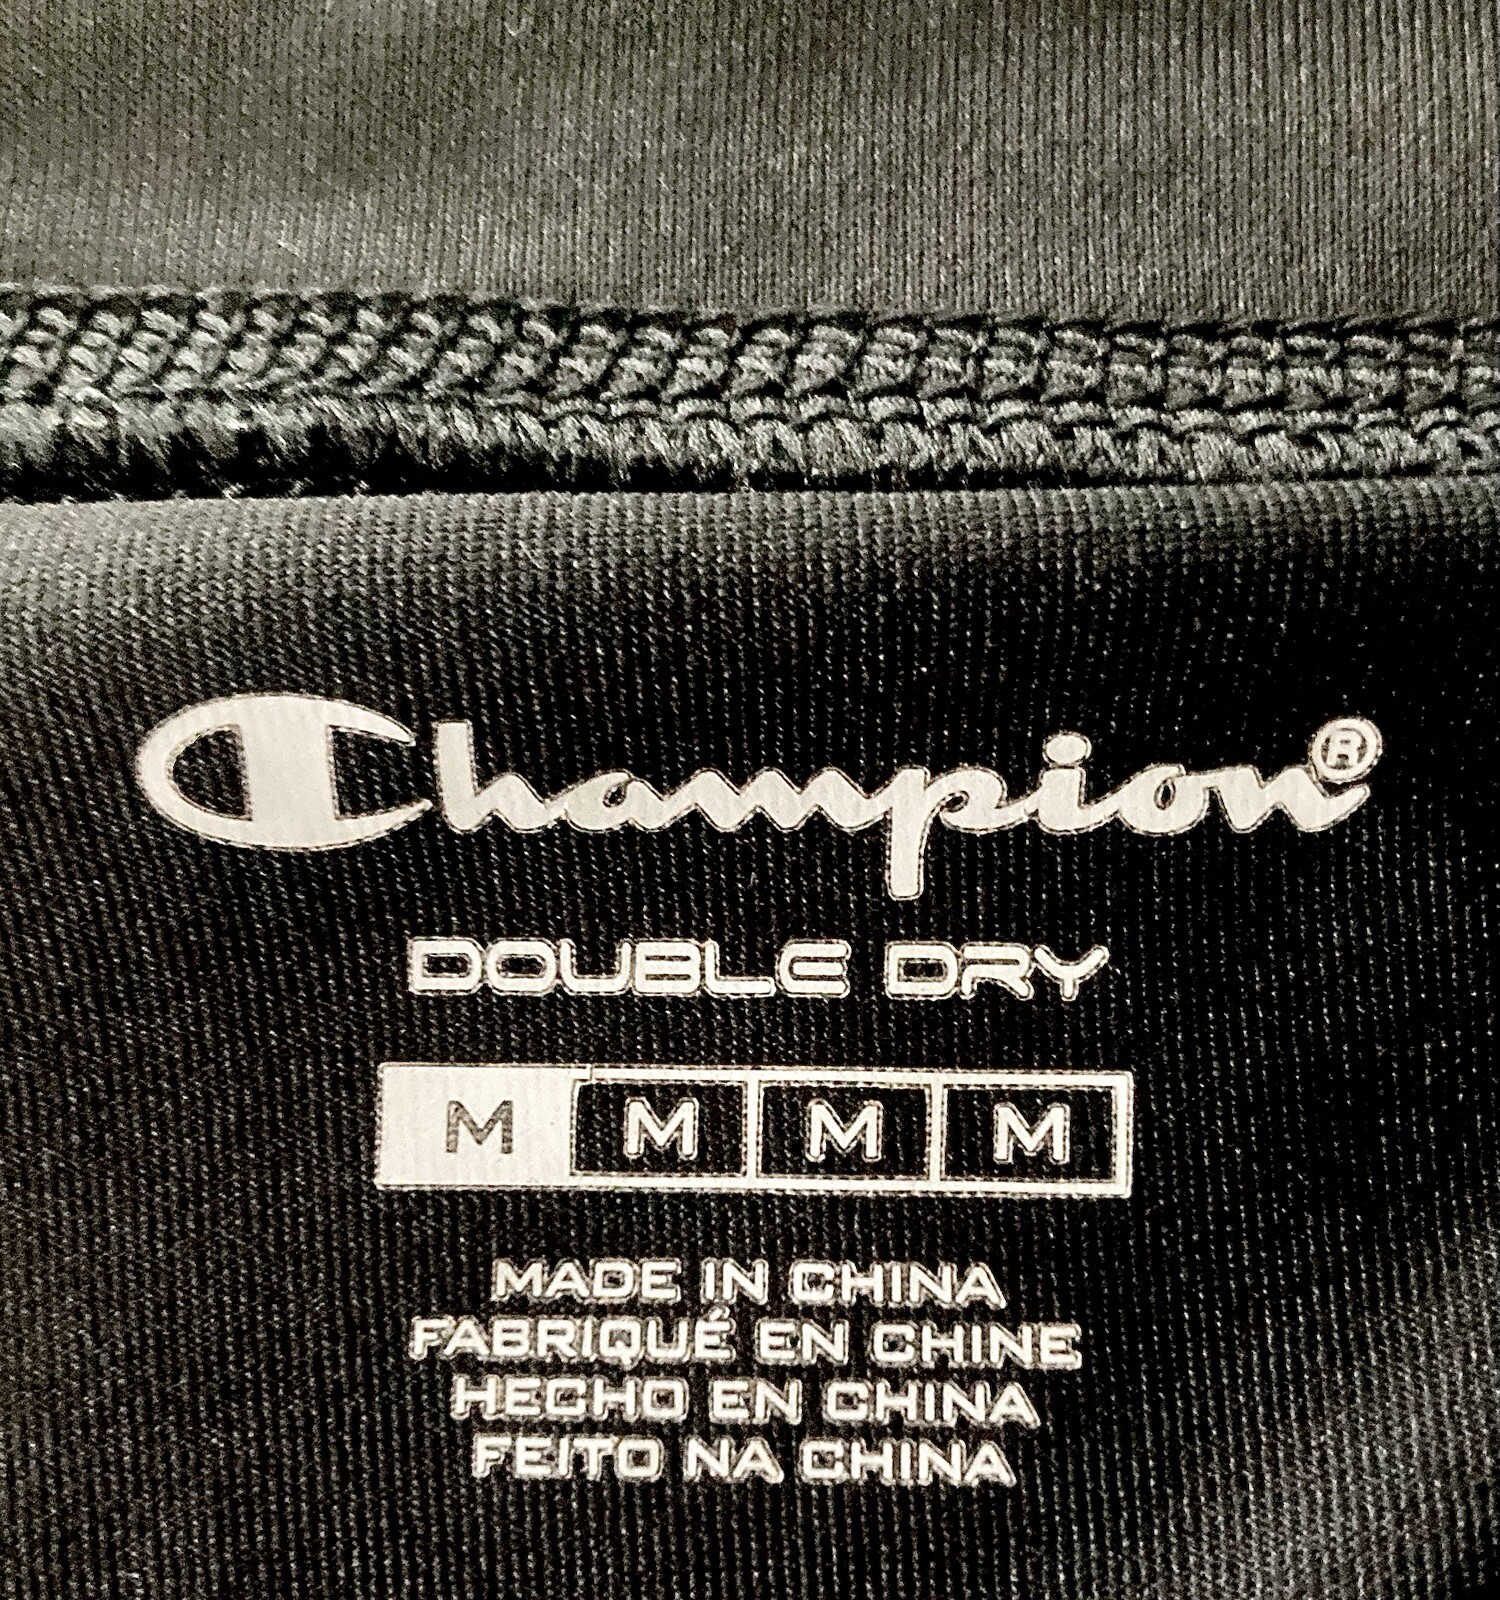 Champion®
DOUBLE DRY
M M M M
MADE IN CHINA
FABRIQUÉ EN CHINE
HECHO EN CHINA
FEITO NA CHINA